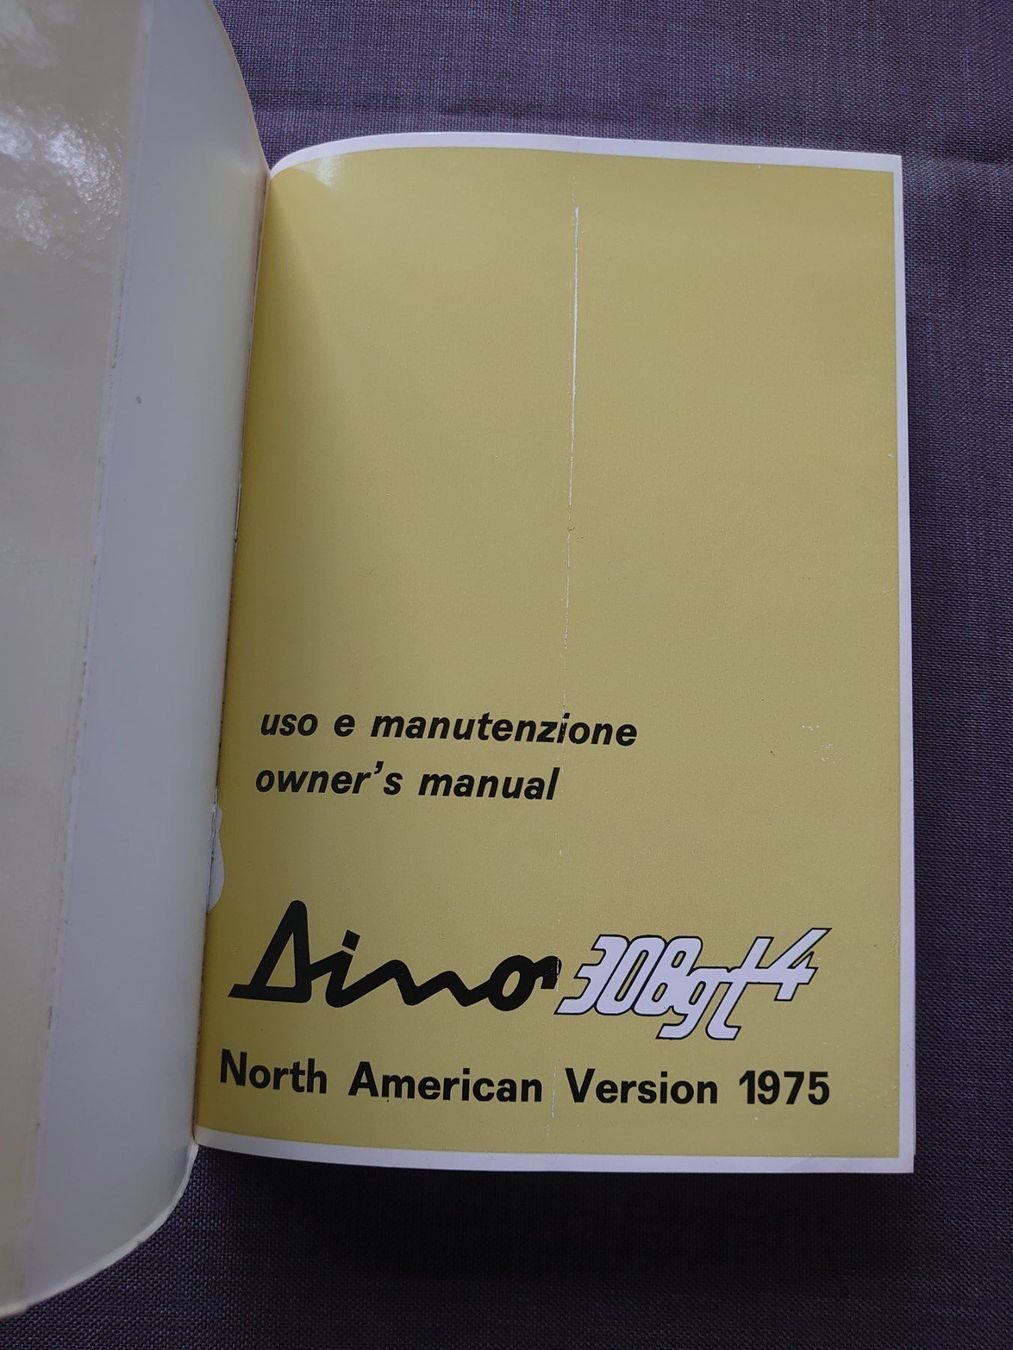 uso e manutenzione
owner's manual
Dino 308gt4
North American Version 1975